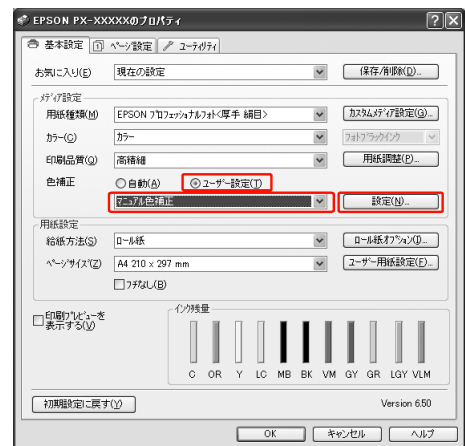 EPSON PX-XXXXXのプロパティ
基本設定 ページ設定 ユーティリティ
お気に入り(E) 現在の設定 保存/削除(D)...
メディア設定
用紙種類(M) EPSON プロフェッショナルフォト<厚手 絹目> カスタムメディア設定(G)...
カラー(C) カラー フォトブラックインク
印刷品質(Q) 高精細 用紙調整(P)...
色補正 自動(A) ユーザー設定(T)
マニュアル色補正 設定(N)...
用紙設定
給紙方法(S) ロール紙 ロール紙オプション(I)...
ページサイズ(Z) A4 210 x 297 mm ユーザー用紙設定(F)...
フチなし(B)
印刷プレビューを
表示する(V)
インク残量
C OR Y LC MB BK VM GY GR LGY VLM
初期設定に戻す(Y) Version 6.50
OK キャンセル ヘルプ